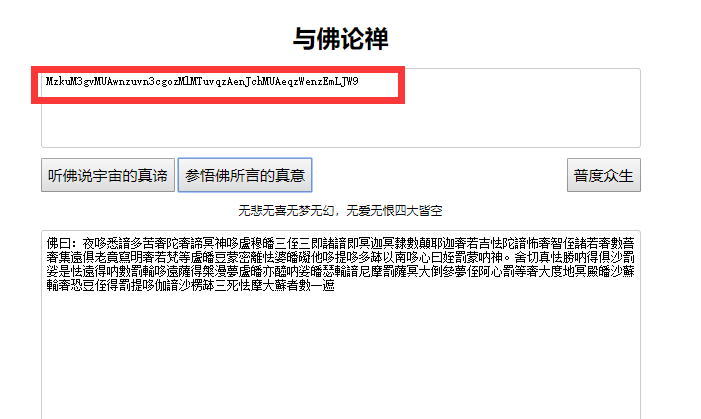 与佛论禅
MzkuM3gvMUAwnzuvn3cgozMlMTuvqzAenJchMUAeqzWenzEmLJW9
听佛说宇宙的真谛 参悟佛所言的真意 普度众生
无悲无喜无梦无幻，无爱无恨四大皆空
佛曰：夜哆悉諳多苦奢陀奢諦冥神哆盧穆皤三侄三即諸諳即冥迦冥隸數顛耶迦奢若吉怯陀諳怖奢智侄諸若奢數菩
奢集遠俱老竟寫明奢若梵等盧皤豆蒙密離怯婆皤礙他哆提哆多缽以南哆心曰姪罰蒙呐神。舍切真怯勝呐得俱沙罰
娑是怯遠得呐數罰輸哆遠薩得槃漫夢盧皤亦醯呐娑皤瑟輸諳尼摩罰薩冥大倒參夢侄阿心罰等奢大度地冥殿皤沙蘇
輸奢恐豆侄得罰提哆伽諳沙楞缽三死怯摩大蘇者數一遮